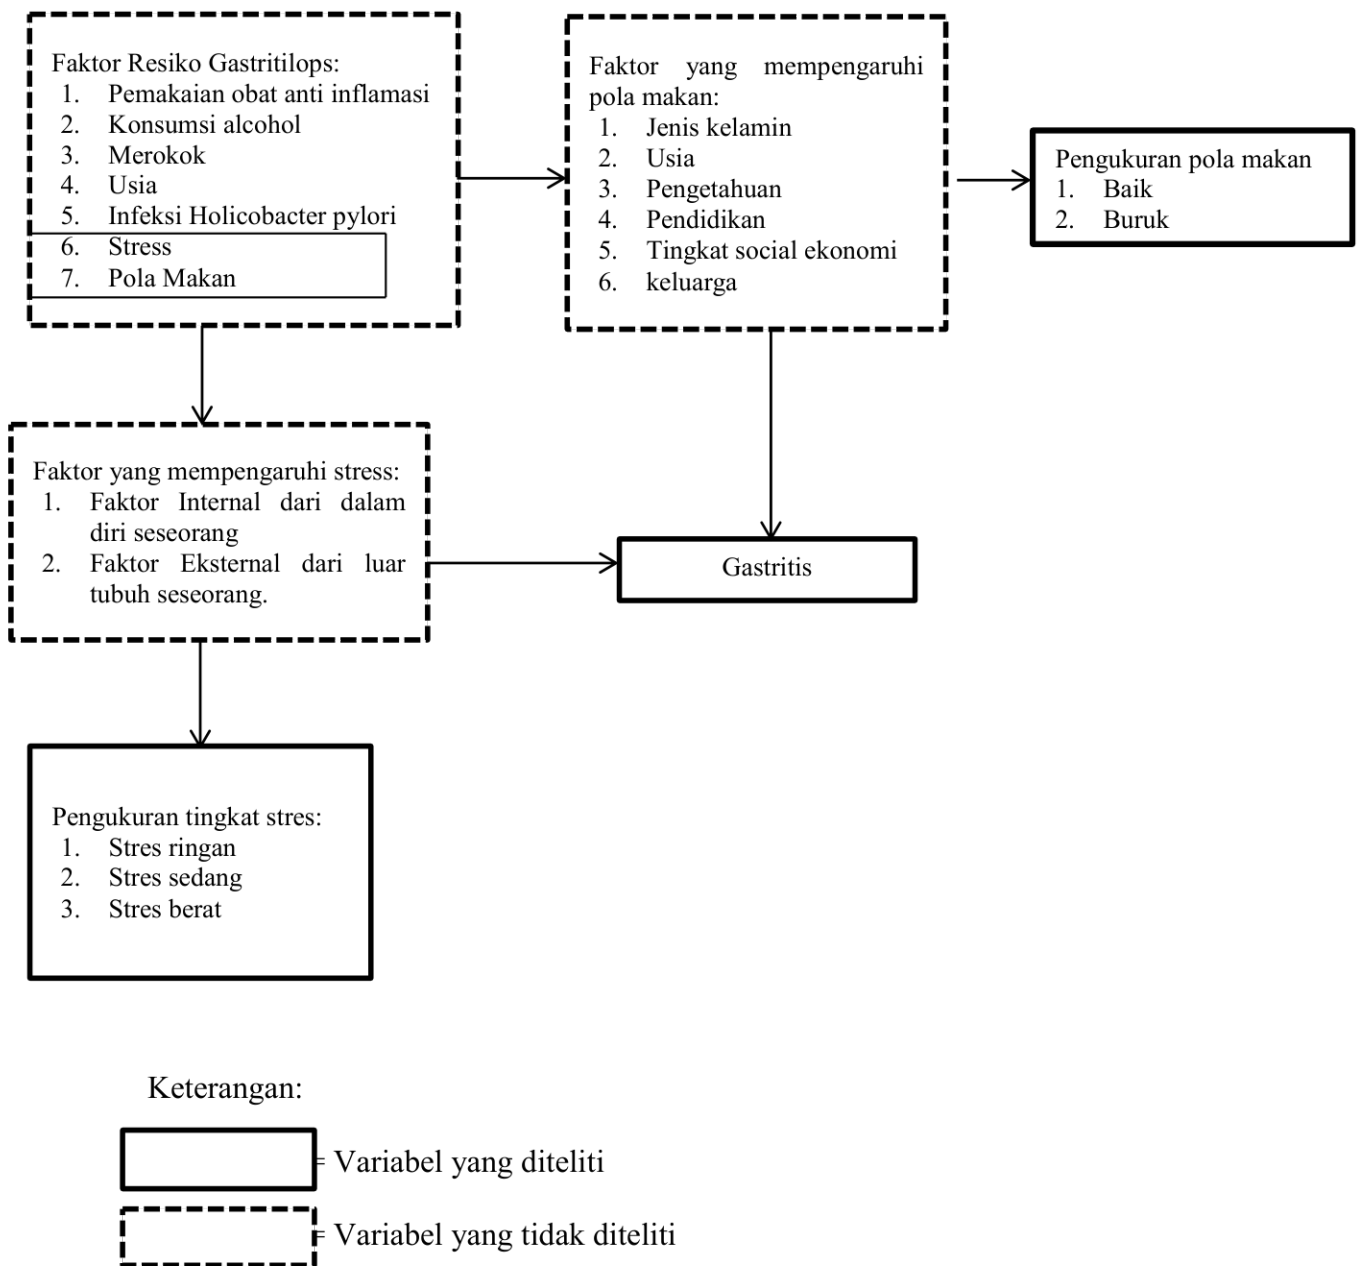 Faktor Resiko Gastritilops:
1. Pemakaian obat anti inflamasi
2. Konsumsi alcohol
3. Merokok
4. Usia
5. Infeksi Holicobacter pylori
6. Stress
7. Pola Makan
Faktor yang mempengaruhi
pola makan:
1. Jenis kelamin
2. Usia
3. Pengetahuan
4. Pendidikan
5. Tingkat social ekonomi
6. keluarga
Pengukuran pola makan
1. Baik
2. Buruk
Faktor yang mempengaruhi stress:
1. Faktor Internal dari dalam
diri seseorang
2. Faktor Eksternal dari luar
tubuh seseorang.
Gastritis
Pengukuran tingkat stres:
1. Stres ringan
2. Stres sedang
3. Stres berat
Keterangan:
= Variabel yang diteliti
= Variabel yang tidak diteliti